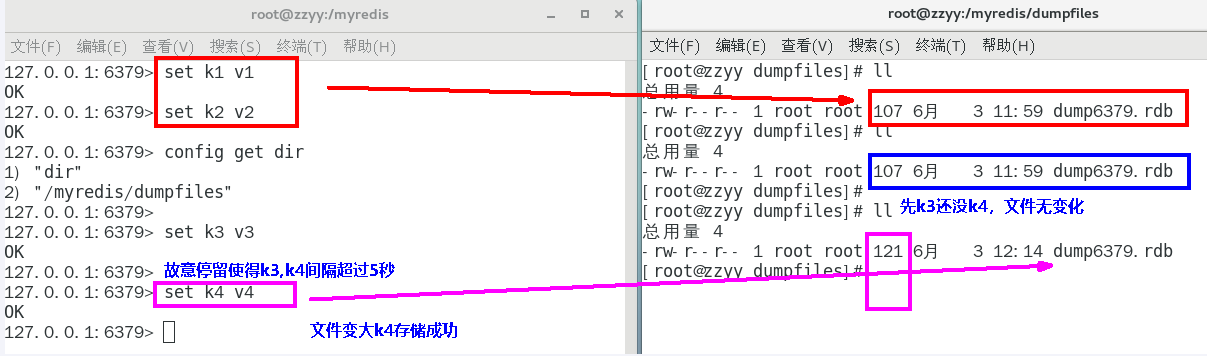 root@zzyy:/myredis
文件(F) 编辑(E) 查看(V) 搜索(S) 终端(T) 帮助(H)
127.0.0.1:6379> set k1 v1
OK
127.0.0.1:6379> set k2 v2
OK
127.0.0.1:6379> config get dir
1) "dir"
2) "/myredis/dumpfiles"
127.0.0.1:6379>
127.0.0.1:6379> set k3 v3
OK
127.0.0.1:6379>
故意停留使得k3,k4间隔超过5秒
127.0.0.1:6379> set k4 v4
OK
127.0.0.1:6379>
文件变大k4存储成功
root@zzyy:/myredis/dumpfiles
文件(F) 编辑(E) 查看(V) 搜索(S) 终端(T) 帮助(H)
[root@zzyy dumpfiles]# ll
总用量 4
-rw-r--r-- 1 root root 107 6月 3 11:59 dump6379.rdb
[root@zzyy dumpfiles]# ll
总用量 4
-rw-r--r-- 1 root root 107 6月 3 11:59 dump6379.rdb
[root@zzyy dumpfiles]#
先k3还没k4，文件无变化
[root@zzyy dumpfiles]# ll
总用量 4
-rw-r--r-- 1 root root 121 6月 3 12:14 dump6379.rdb
[root@zzyy dumpfiles]#